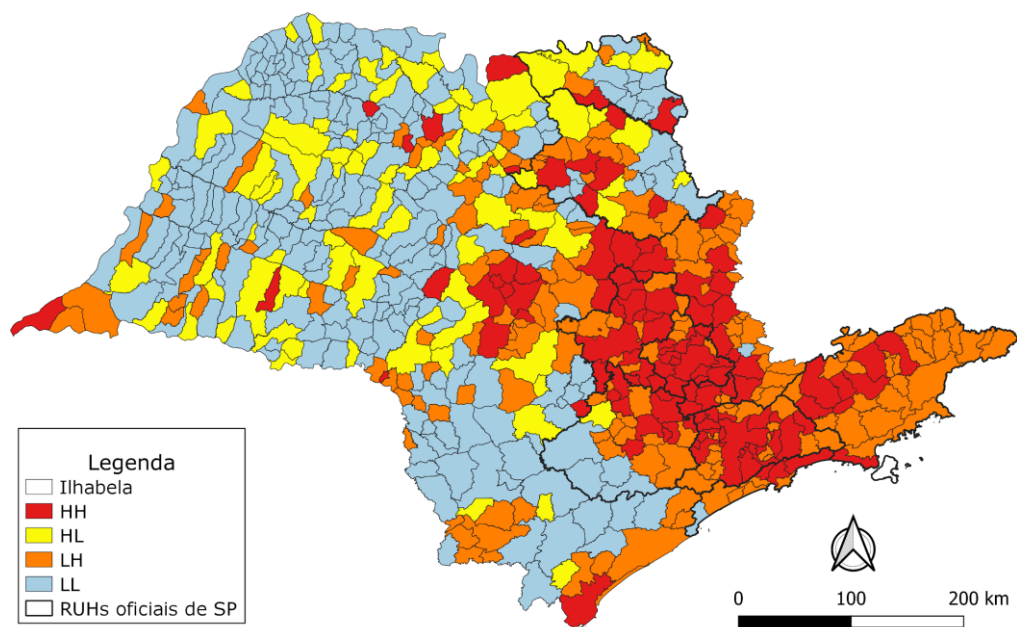 Legenda
Ilhabela
HH
HL
LH
LL
RUHs oficiais de SP
0 100 200 km